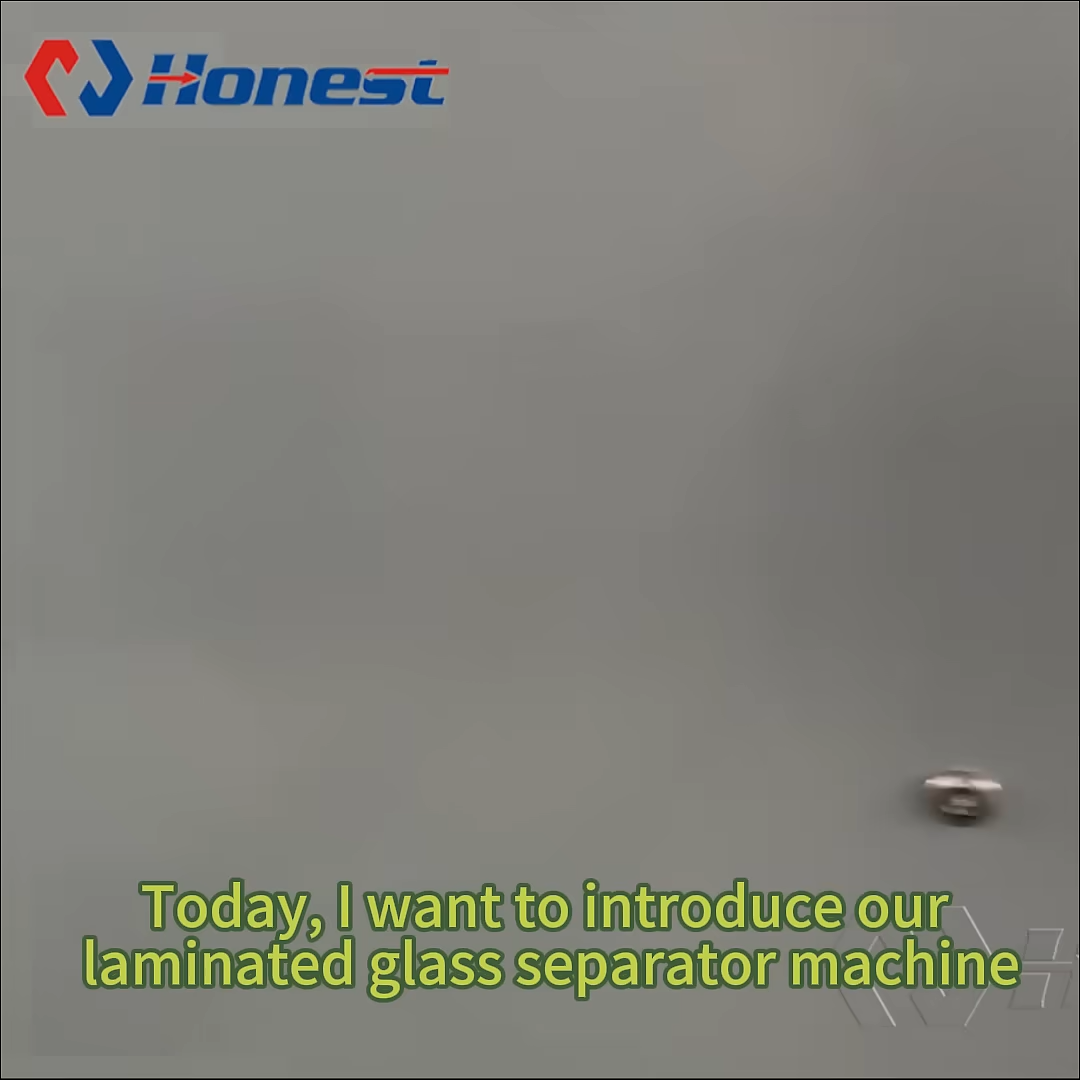 Honest
Today, I want to introduce our
laminated glass separator machine
H